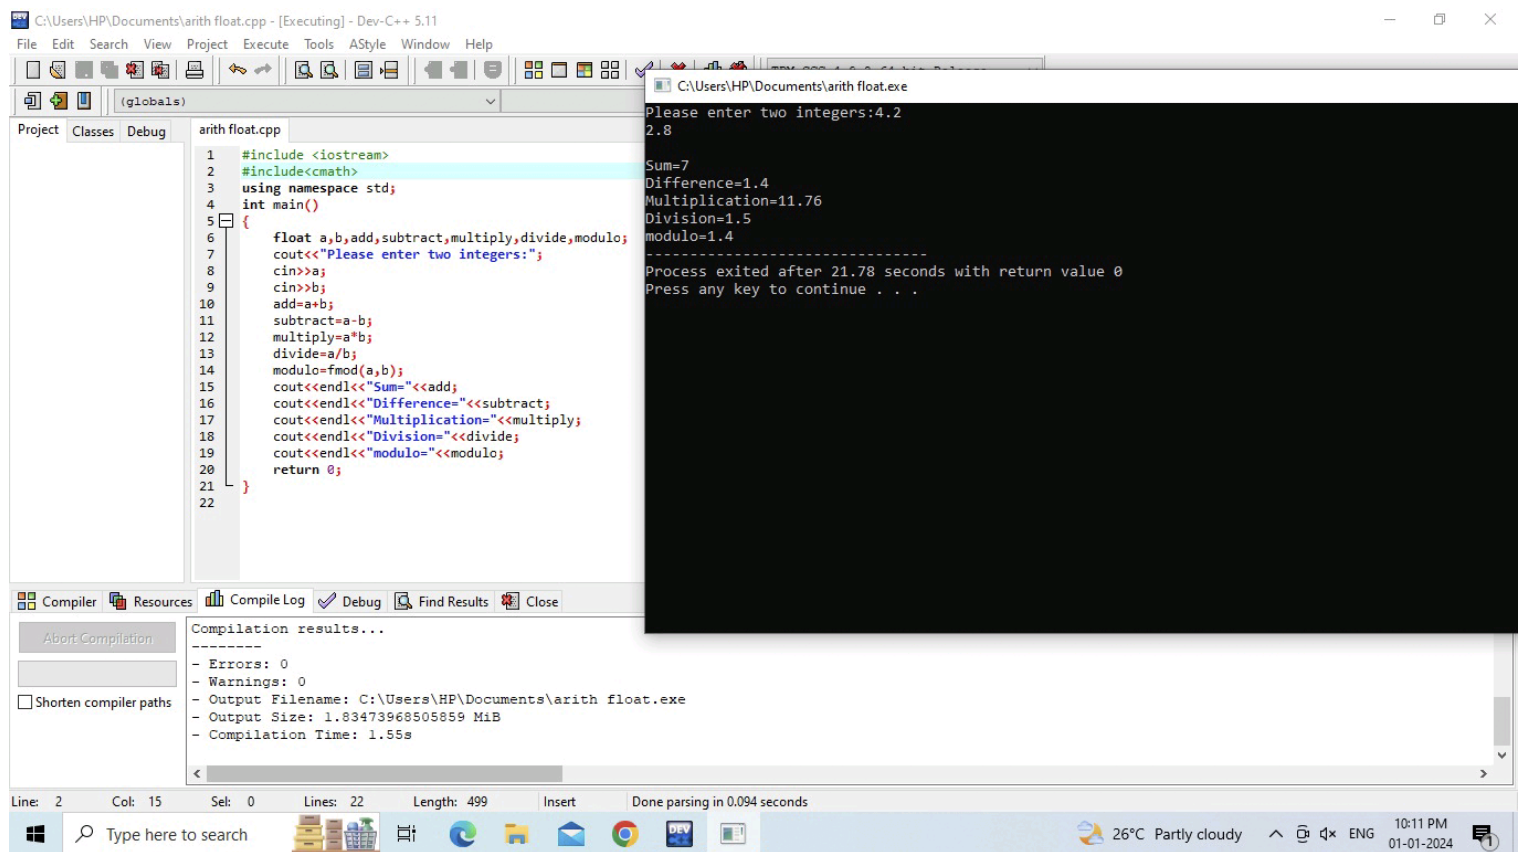 C:\Users\HP\Documents\arith float.cpp - [Executing] - Dev-C++ 5.11
File Edit Search View Project Execute Tools AStyle Window Help
(globals)
Project Classes Debug
arith float.cpp
1 #include <iostream>
2 #include<cmath>
3 using namespace std;
4 int main()
5 {
6 float a,b,add,subtract,multiply,divide,modulo;
7 cout<<"Please enter two integers:";
8 cin>>a;
9 cin>>b;
10 add=a+b;
11 subtract=a-b;
12 multiply=a*b;
13 divide=a/b;
14 modulo=fmod(a,b);
15 cout<<endl<<"Sum="<<add;
16 cout<<endl<<"Difference="<<subtract;
17 cout<<endl<<"Multiplication="<<multiply;
18 cout<<endl<<"Division="<<divide;
19 cout<<endl<<"modulo="<<modulo;
20 return 0;
21 }
22
C:\Users\HP\Documents\arith float.exe
Please enter two integers:4.2
2.8
Sum=7
Difference=1.4
Multiplication=11.76
Division=1.5
modulo=1.4
--------------------------------
Process exited after 21.78 seconds with return value 0
Press any key to continue . . .
Compiler Resources Compile Log Debug Find Results Close
Abort Compilation
Shorten compiler paths
Compilation results...
--------
- Errors: 0
- Warnings: 0
- Output Filename: C:\Users\HP\Documents\arith float.exe
- Output Size: 1.83473968505859 MiB
- Compilation Time: 1.55s
Line: 2 Col: 15 Sel: 0 Lines: 22 Length: 499 Insert Done parsing in 0.094 seconds
Type here to search
DEV
26°C Partly cloudy
ENG
10:11 PM
01-01-2024
1